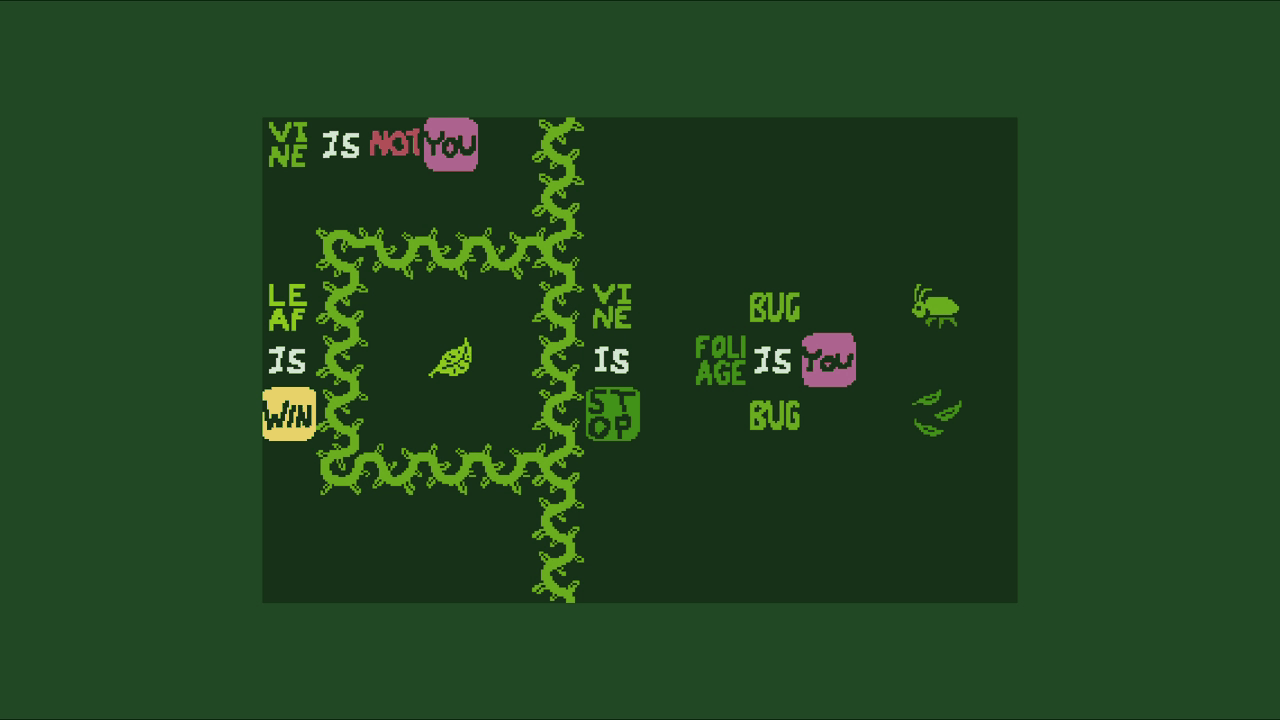 VINE IS NOT YOU
LEAF
IS
WIN
VINE
IS
STOP
BUG
FOLIAGE IS YOU
BUG